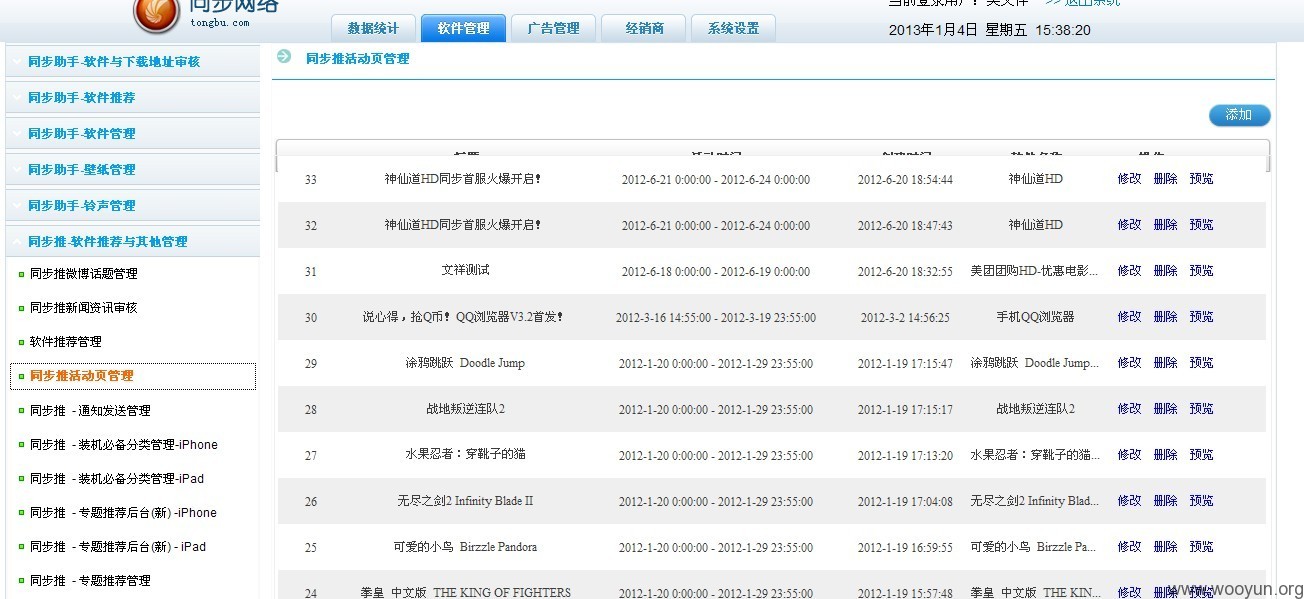 同步网络
tongbu.com
数据统计 软件管理 广告管理 经销商 系统设置
>> 退出系统
2013年1月4日 星期五 15:38:20
同步助手-软件与下载地址审核
同步助手-软件推荐
同步助手-软件管理
同步助手-壁纸管理
同步助手-铃声管理
同步推-软件推荐与其他管理
同步推微博话题管理
同步推新闻资讯审核
软件推荐管理
同步推活动页管理
同步推 - 通知发送管理
同步推 - 装机必备分类管理-iPhone
同步推 - 装机必备分类管理-iPad
同步推 - 专题推荐后台(新) -iPhone
同步推 - 专题推荐后台(新) - iPad
同步推 - 专题推荐管理
同步推活动页管理
添加
33 神仙道HD同步首服火爆开启! 2012-6-21 0:00:00 - 2012-6-24 0:00:00 2012-6-20 18:54:44 神仙道HD 修改 删除 预览
32 神仙道HD同步首服火爆开启! 2012-6-21 0:00:00 - 2012-6-24 0:00:00 2012-6-20 18:47:43 神仙道HD 修改 删除 预览
31 文祥测试 2012-6-18 0:00:00 - 2012-6-19 0:00:00 2012-6-20 18:32:55 美团团购HD-优惠电影... 修改 删除 预览
30 说心得，抢Q币! QQ浏览器V3.2首发! 2012-3-16 14:55:00 - 2012-3-19 23:55:00 2012-3-2 14:56:25 手机QQ浏览器 修改 删除 预览
29 涂鸦跳跃 Doodle Jump 2012-1-20 0:00:00 - 2012-1-29 23:55:00 2012-1-19 17:15:47 涂鸦跳跃 Doodle Jump... 修改 删除 预览
28 战地叛逆连队2 2012-1-20 0:00:00 - 2012-1-29 23:55:00 2012-1-19 17:15:17 战地叛逆连队2 修改 删除 预览
27 水果忍者：穿靴子的猫 2012-1-20 0:00:00 - 2012-1-29 23:55:00 2012-1-19 17:13:20 水果忍者：穿靴子的猫... 修改 删除 预览
26 无尽之剑2 Infinity Blade II 2012-1-20 0:00:00 - 2012-1-29 23:55:00 2012-1-19 17:04:08 无尽之剑2 Infinity Blad... 修改 删除 预览
25 可爱的小鸟 Birzzle Pandora 2012-1-20 0:00:00 - 2012-1-29 23:55:00 2012-1-19 16:59:55 可爱的小鸟 Birzzle Pa... 修改 删除 预览
24 拳皇 中文版 THE KING OF FIGHTERS 2012-1-20 0:00:00 - 2012-1-29 23:55:00 2012-1-19 15:57:48 拳皇 中文版 THE KIN... 修改 删除 预览
www.wooyun.org